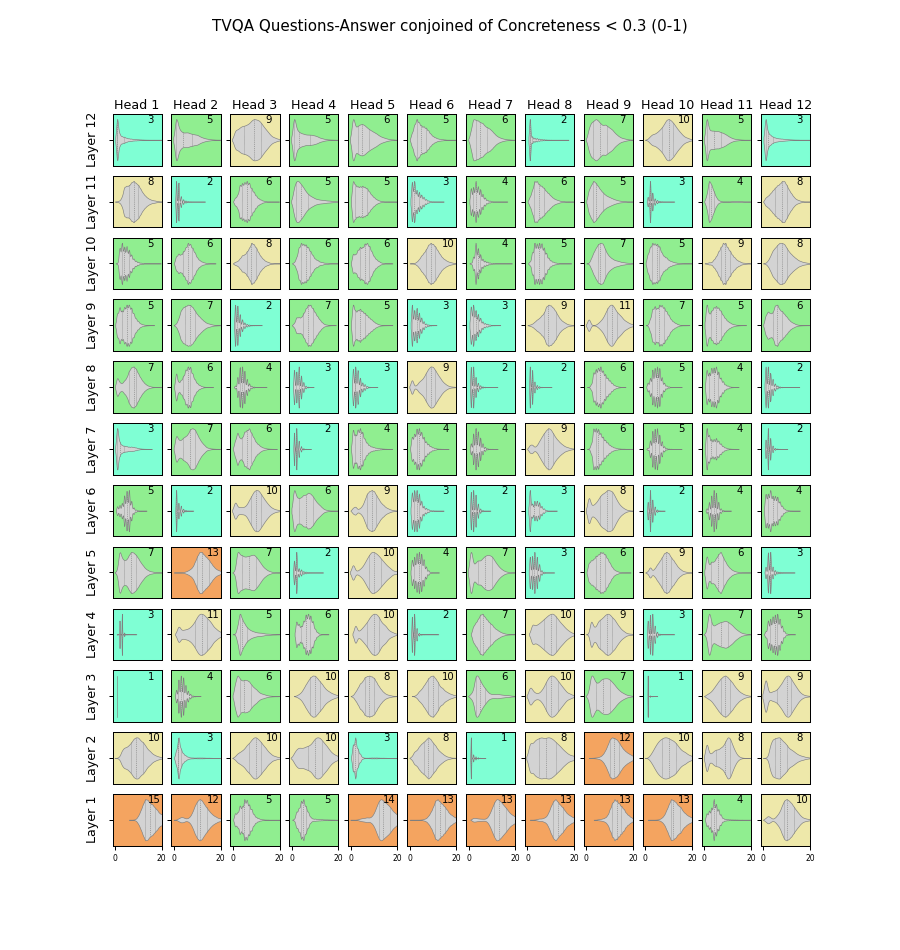 TVQA Questions-Answer conjoined of Concreteness < 0.3 (0-1)
Head 1 Head 2 Head 3 Head 4 Head 5 Head 6 Head 7 Head 8 Head 9 Head 10 Head 11 Head 12
Layer 12 3 5 9 5 6 5 6 2 7 10 5 3
Layer 11 8 2 6 5 5 3 4 6 5 3 4 8
Layer 10 5 6 8 6 6 10 4 5 7 5 9 8
Layer 9 5 7 2 7 5 3 3 9 11 7 5 6
Layer 8 7 6 4 3 3 9 2 2 6 5 4 2
Layer 7 3 7 6 2 4 4 4 9 6 5 4 2
Layer 6 5 2 10 6 9 3 2 3 8 2 4 4
Layer 5 7 13 7 2 10 4 7 3 6 9 6 3
Layer 4 3 11 5 6 10 2 7 10 9 3 7 5
Layer 3 1 4 6 10 8 10 6 10 7 1 9 9
Layer 2 10 3 10 10 3 8 1 8 12 10 8 8
Layer 1 15 12 5 5 14 13 13 13 13 13 4 10
0 20 0 20 0 20 0 20 0 20 0 20 0 20 0 20 0 20 0 20 0 20 0 20